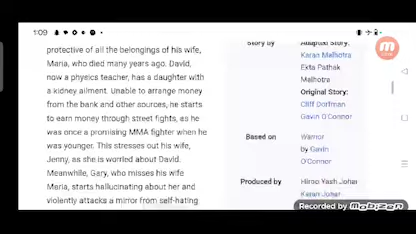 1:09
protective of all the belongings of his wife,
Maria, who died many years ago. David,
now a physics teacher, has a daughter with
a kidney ailment. Unable to arrange money
from the bank and other sources, he starts
to earn money through street fights, as he
was once a promising MMA fighter when he
was younger. This stresses out his wife,
Jenny, as she is worried about David.
Meanwhile, Gary, who misses his wife
Maria, starts hallucinating about her and
violently attacks a mirror from self-hating
Story by
Adapted Story:
Karan Malhotra
Ekta Pathak
Malhotra
Original Story:
Cliff Dorfman
Gavin O'Connor
Based on
Warrior
by Gavin
O'Connor
Produced by
Hiroo Yash Johar
Karan Johar
Recorded by
Mobizen